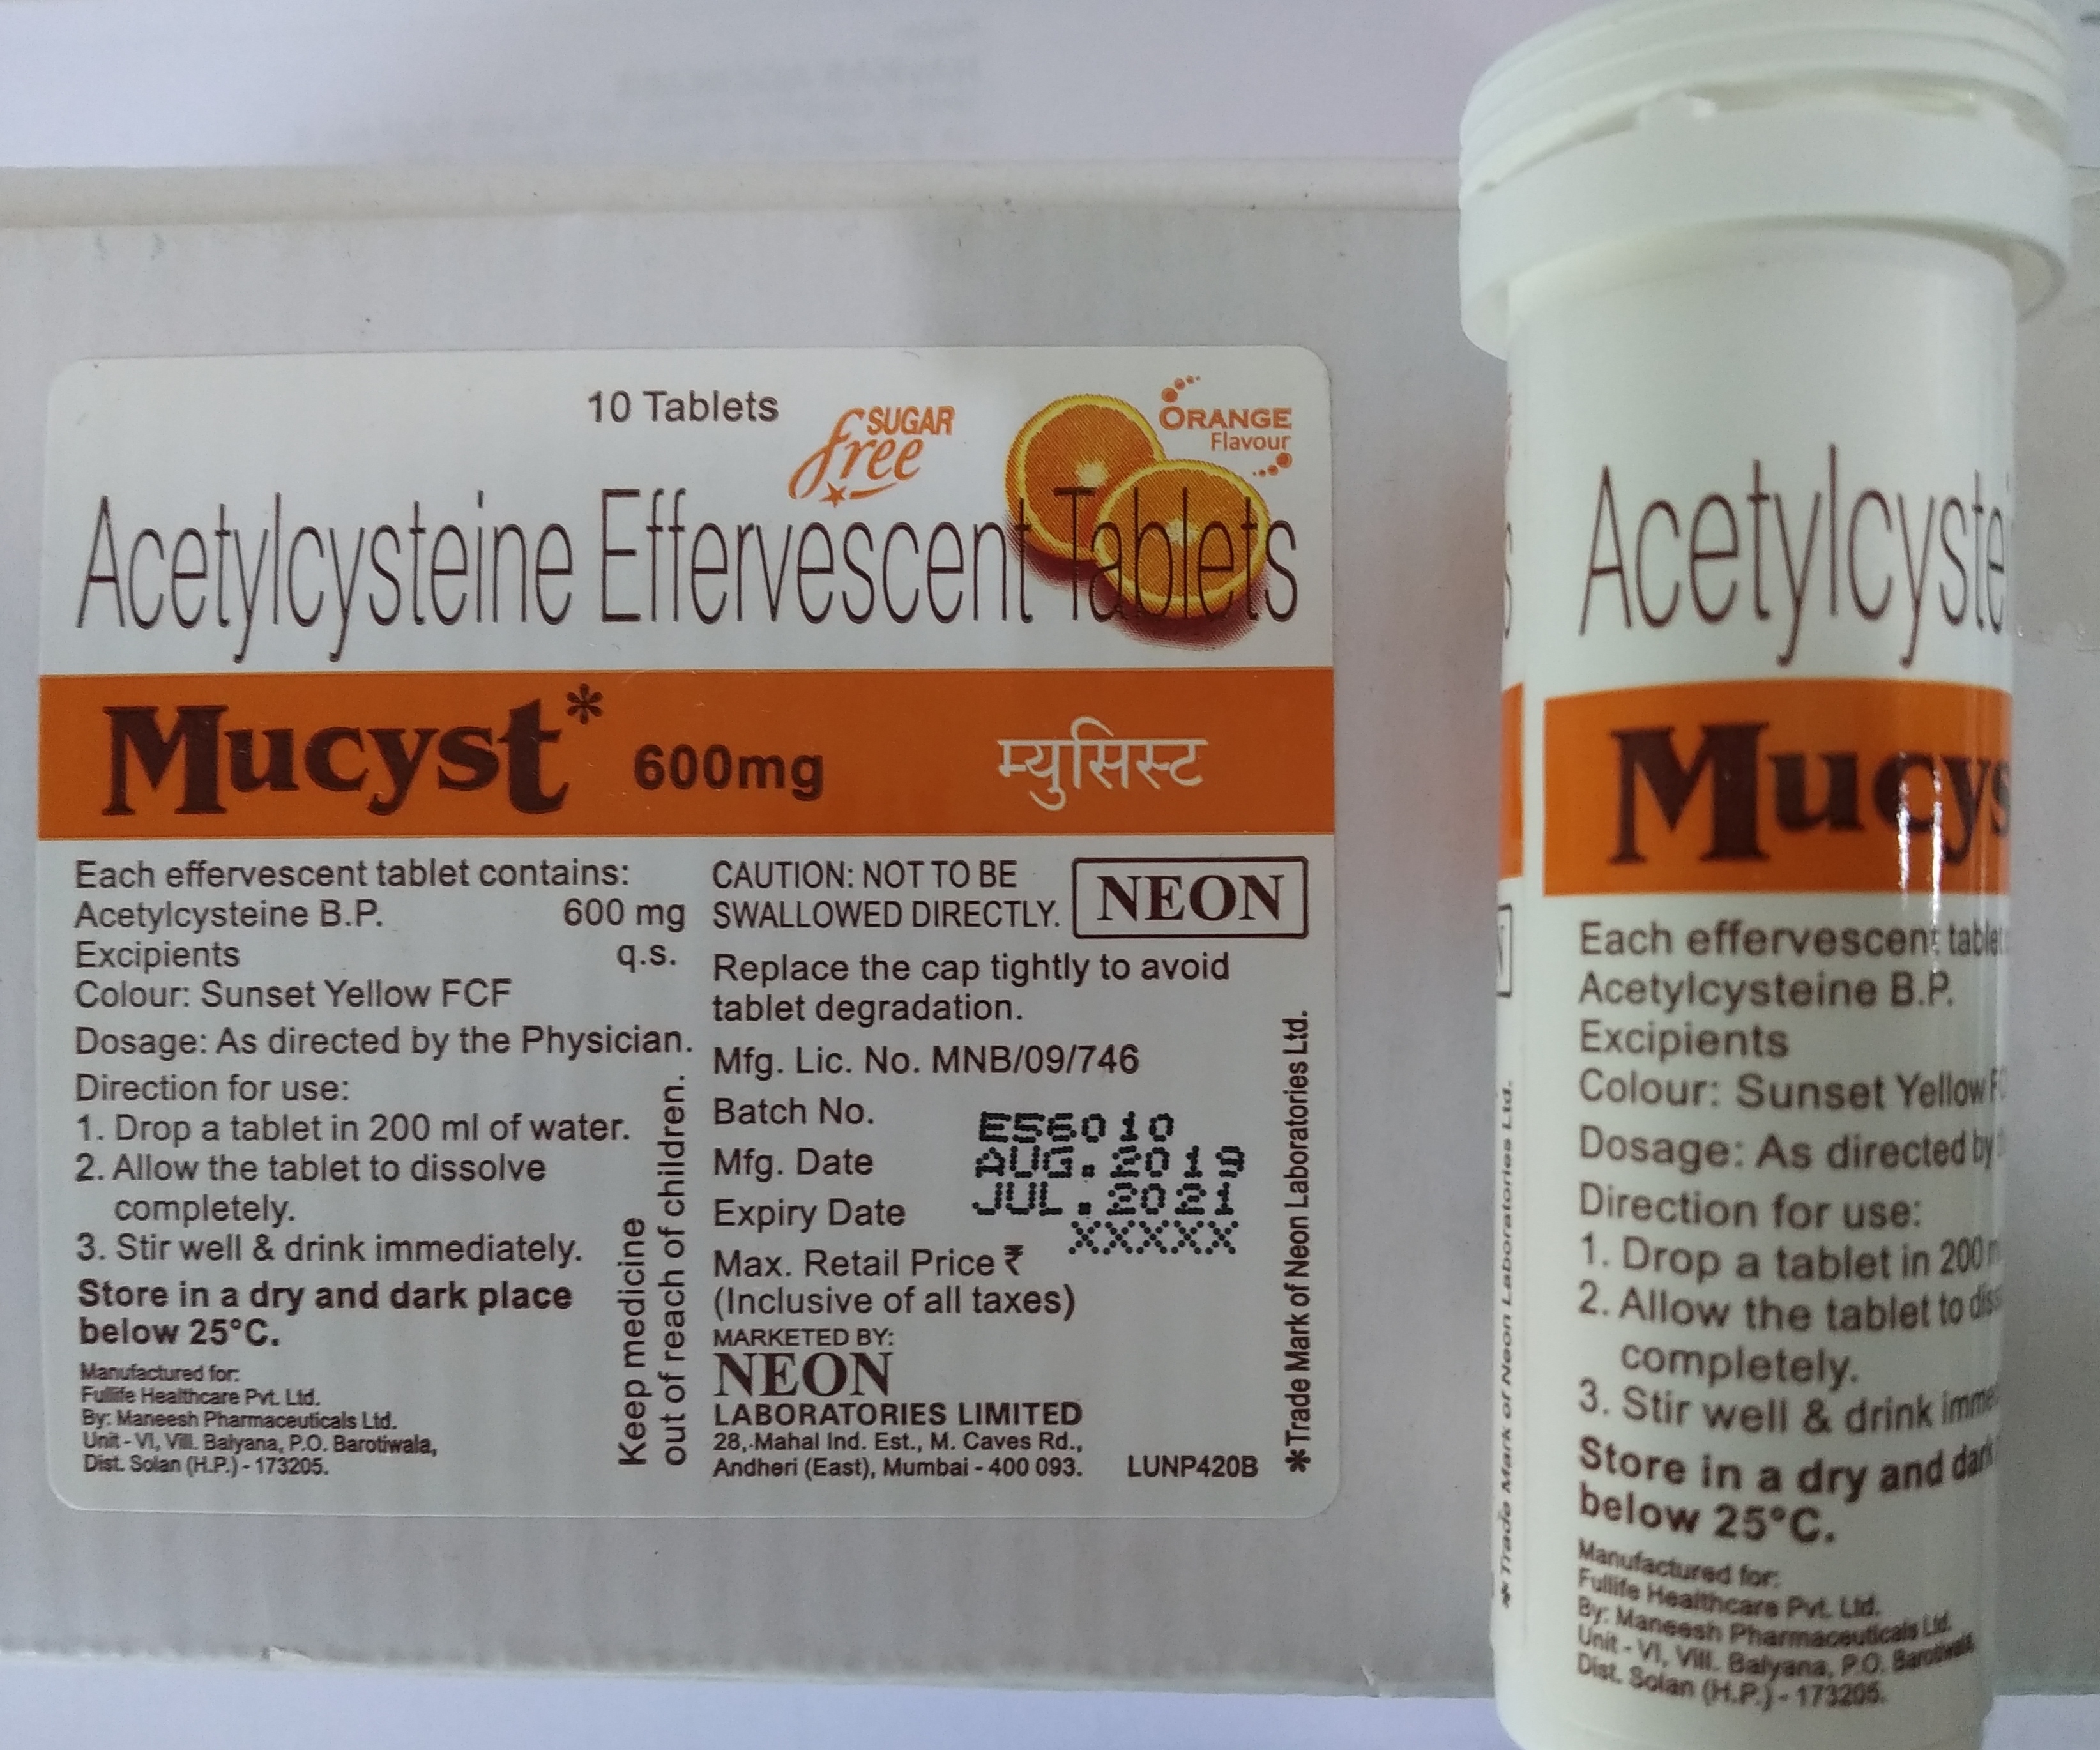 10 Tablets
SUGAR
free
ORANGE
Flavour
Acetylcysteine Effervescent Tablets
Mucyst* 600mg म्युसिस्ट
Each effervescent tablet contains:
Acetylcysteine B.P. 600 mg
Excipients q.s.
Colour: Sunset Yellow FCF
Dosage: As directed by the Physician.
Direction for use:
1. Drop a tablet in 200 ml of water.
2. Allow the tablet to dissolve
completely.
3. Stir well & drink immediately.
Store in a dry and dark place
below 25°C.
Manufactured for:
Fullife Healthcare Pvt. Ltd.
By: Maneesh Pharmaceuticals Ltd.
Unit - VI, Vill. Balyana, P.O. Barotiwala,
Dist. Solan (H.P.) - 173205.
Keep medicine
out of reach of children.
CAUTION: NOT TO BE
SWALLOWED DIRECTLY.
NEON
Replace the cap tightly to avoid
tablet degradation.
Mfg. Lic. No. MNB/09/746
Batch No. E56010
Mfg. Date AUG.2019
Expiry Date JUL.2021
XXXXX
Max. Retail Price ₹
(Inclusive of all taxes)
MARKETED BY:
NEON
LABORATORIES LIMITED
28, Mahal Ind. Est., M. Caves Rd.,
Andheri (East), Mumbai - 400 093. LUNP420B
*Trade Mark of Neon Laboratories Ltd.
*Trade Mark of Neon Laboratories Ltd.
Acetylcystei
Mucys
Each effervescent table
Acetylcysteine B.P.
Excipients
Colour: Sunset Yellow F
Dosage: As directed by
Direction for use:
1. Drop a tablet in 200
2. Allow the tablet to dis
completely.
3. Stir well & drink imme
Store in a dry and dark
below 25°C.
Manufactured for:
Fullife Healthcare Pvt. Ltd.
By: Maneesh Pharmaceuticals Ltd.
Unit - VI, Vill. Balyana, P.O. Barotiwala
Dist. Solan (H.P.) - 173205.